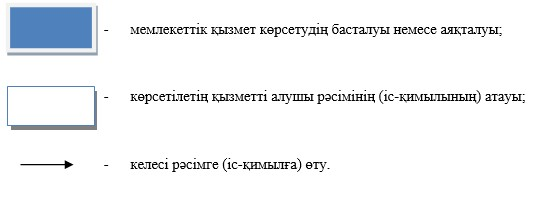 - мемлекеттік қызмет көрсетудің басталуы немесе аяқталуы;
- көрсетілетің қызметті алушы рәсімінің (іс-қимылының) атауы;
- келесі рәсімге (іс-қимылға) өту.